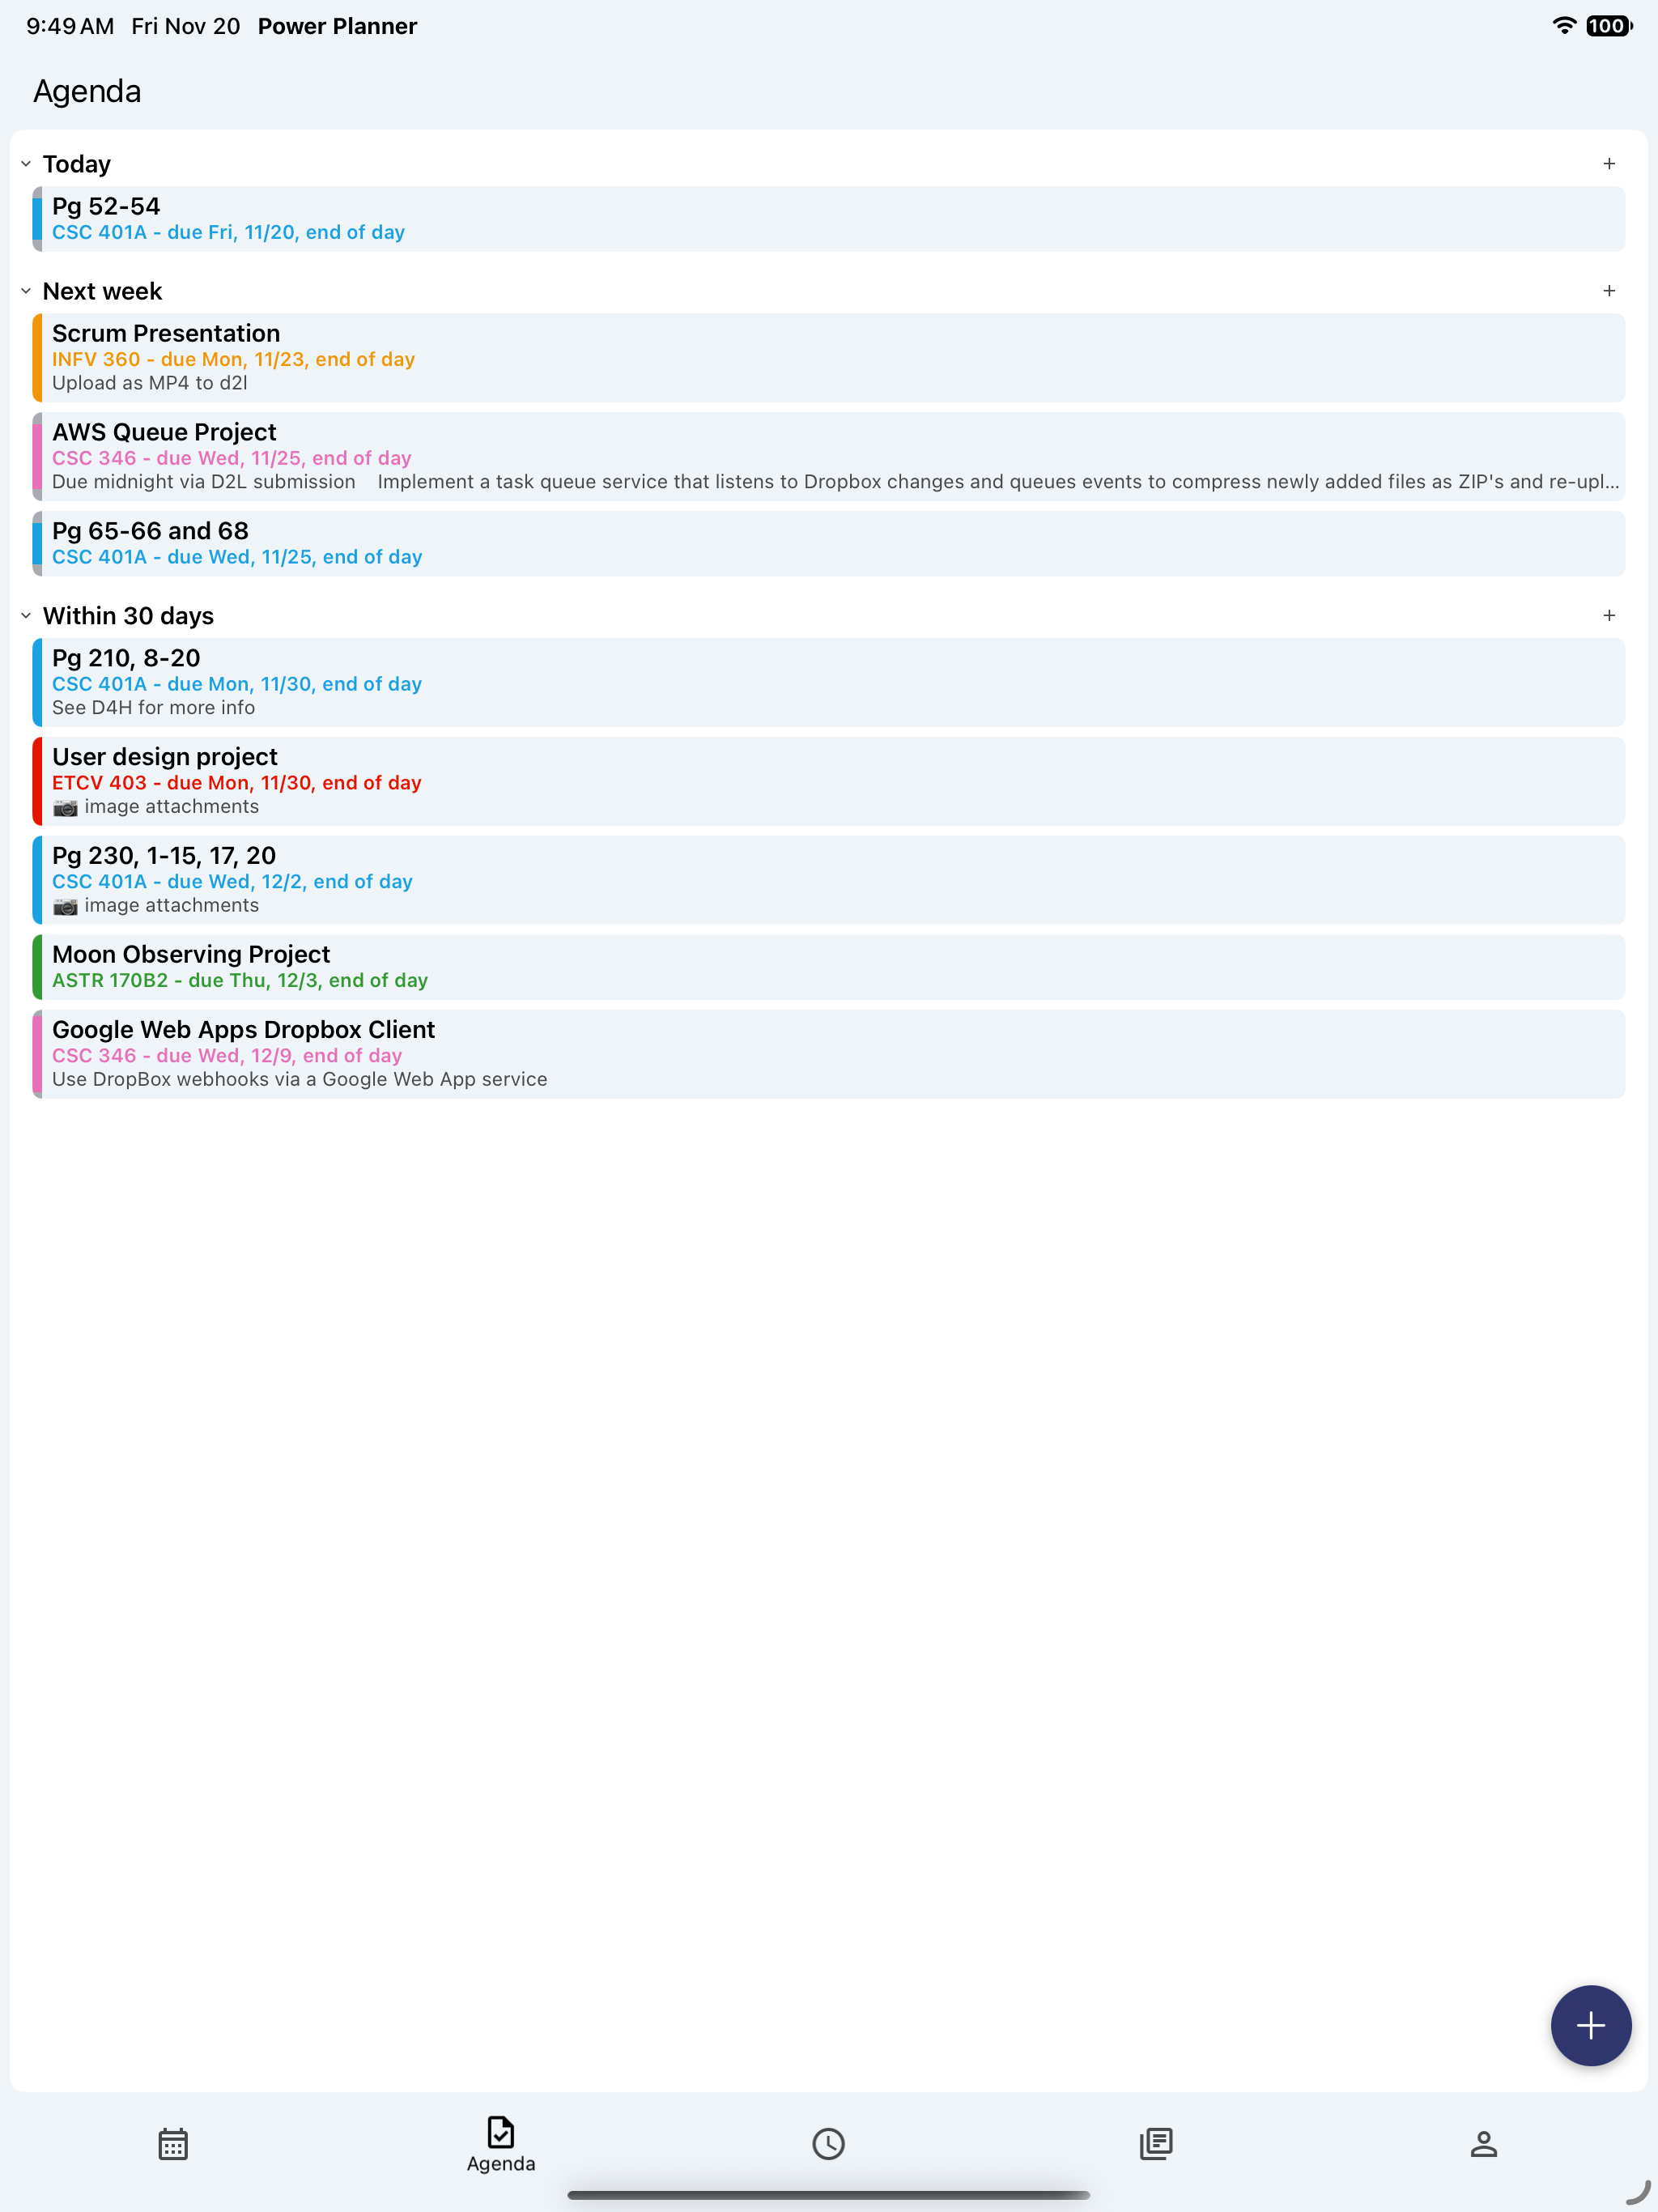 9:49 AM Fri Nov 20 Power Planner
100
Agenda
Today
Pg 52-54
CSC 401A - due Fri, 11/20, end of day
Next week
Scrum Presentation
INFV 360 - due Mon, 11/23, end of day
Upload as MP4 to d2l
AWS Queue Project
CSC 346 - due Wed, 11/25, end of day
Due midnight via D2L submission Implement a task queue service that listens to Dropbox changes and queues events to compress newly added files as ZIP's and re-upl...
Pg 65-66 and 68
CSC 401A - due Wed, 11/25, end of day
Within 30 days
Pg 210, 8-20
CSC 401A - due Mon, 11/30, end of day
See D4H for more info
User design project
ETCV 403 - due Mon, 11/30, end of day
image attachments
Pg 230, 1-15, 17, 20
CSC 401A - due Wed, 12/2, end of day
image attachments
Moon Observing Project
ASTR 170B2 - due Thu, 12/3, end of day
Google Web Apps Dropbox Client
CSC 346 - due Wed, 12/9, end of day
Use DropBox webhooks via a Google Web App service
Agenda